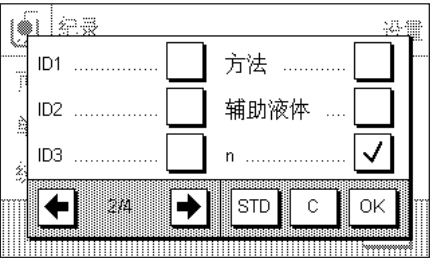 纪录 设置
ID1 .............. 方法 ..........
ID2 .............. 辅助液体 ....
ID3 .............. n ................
2/4 STD C OK